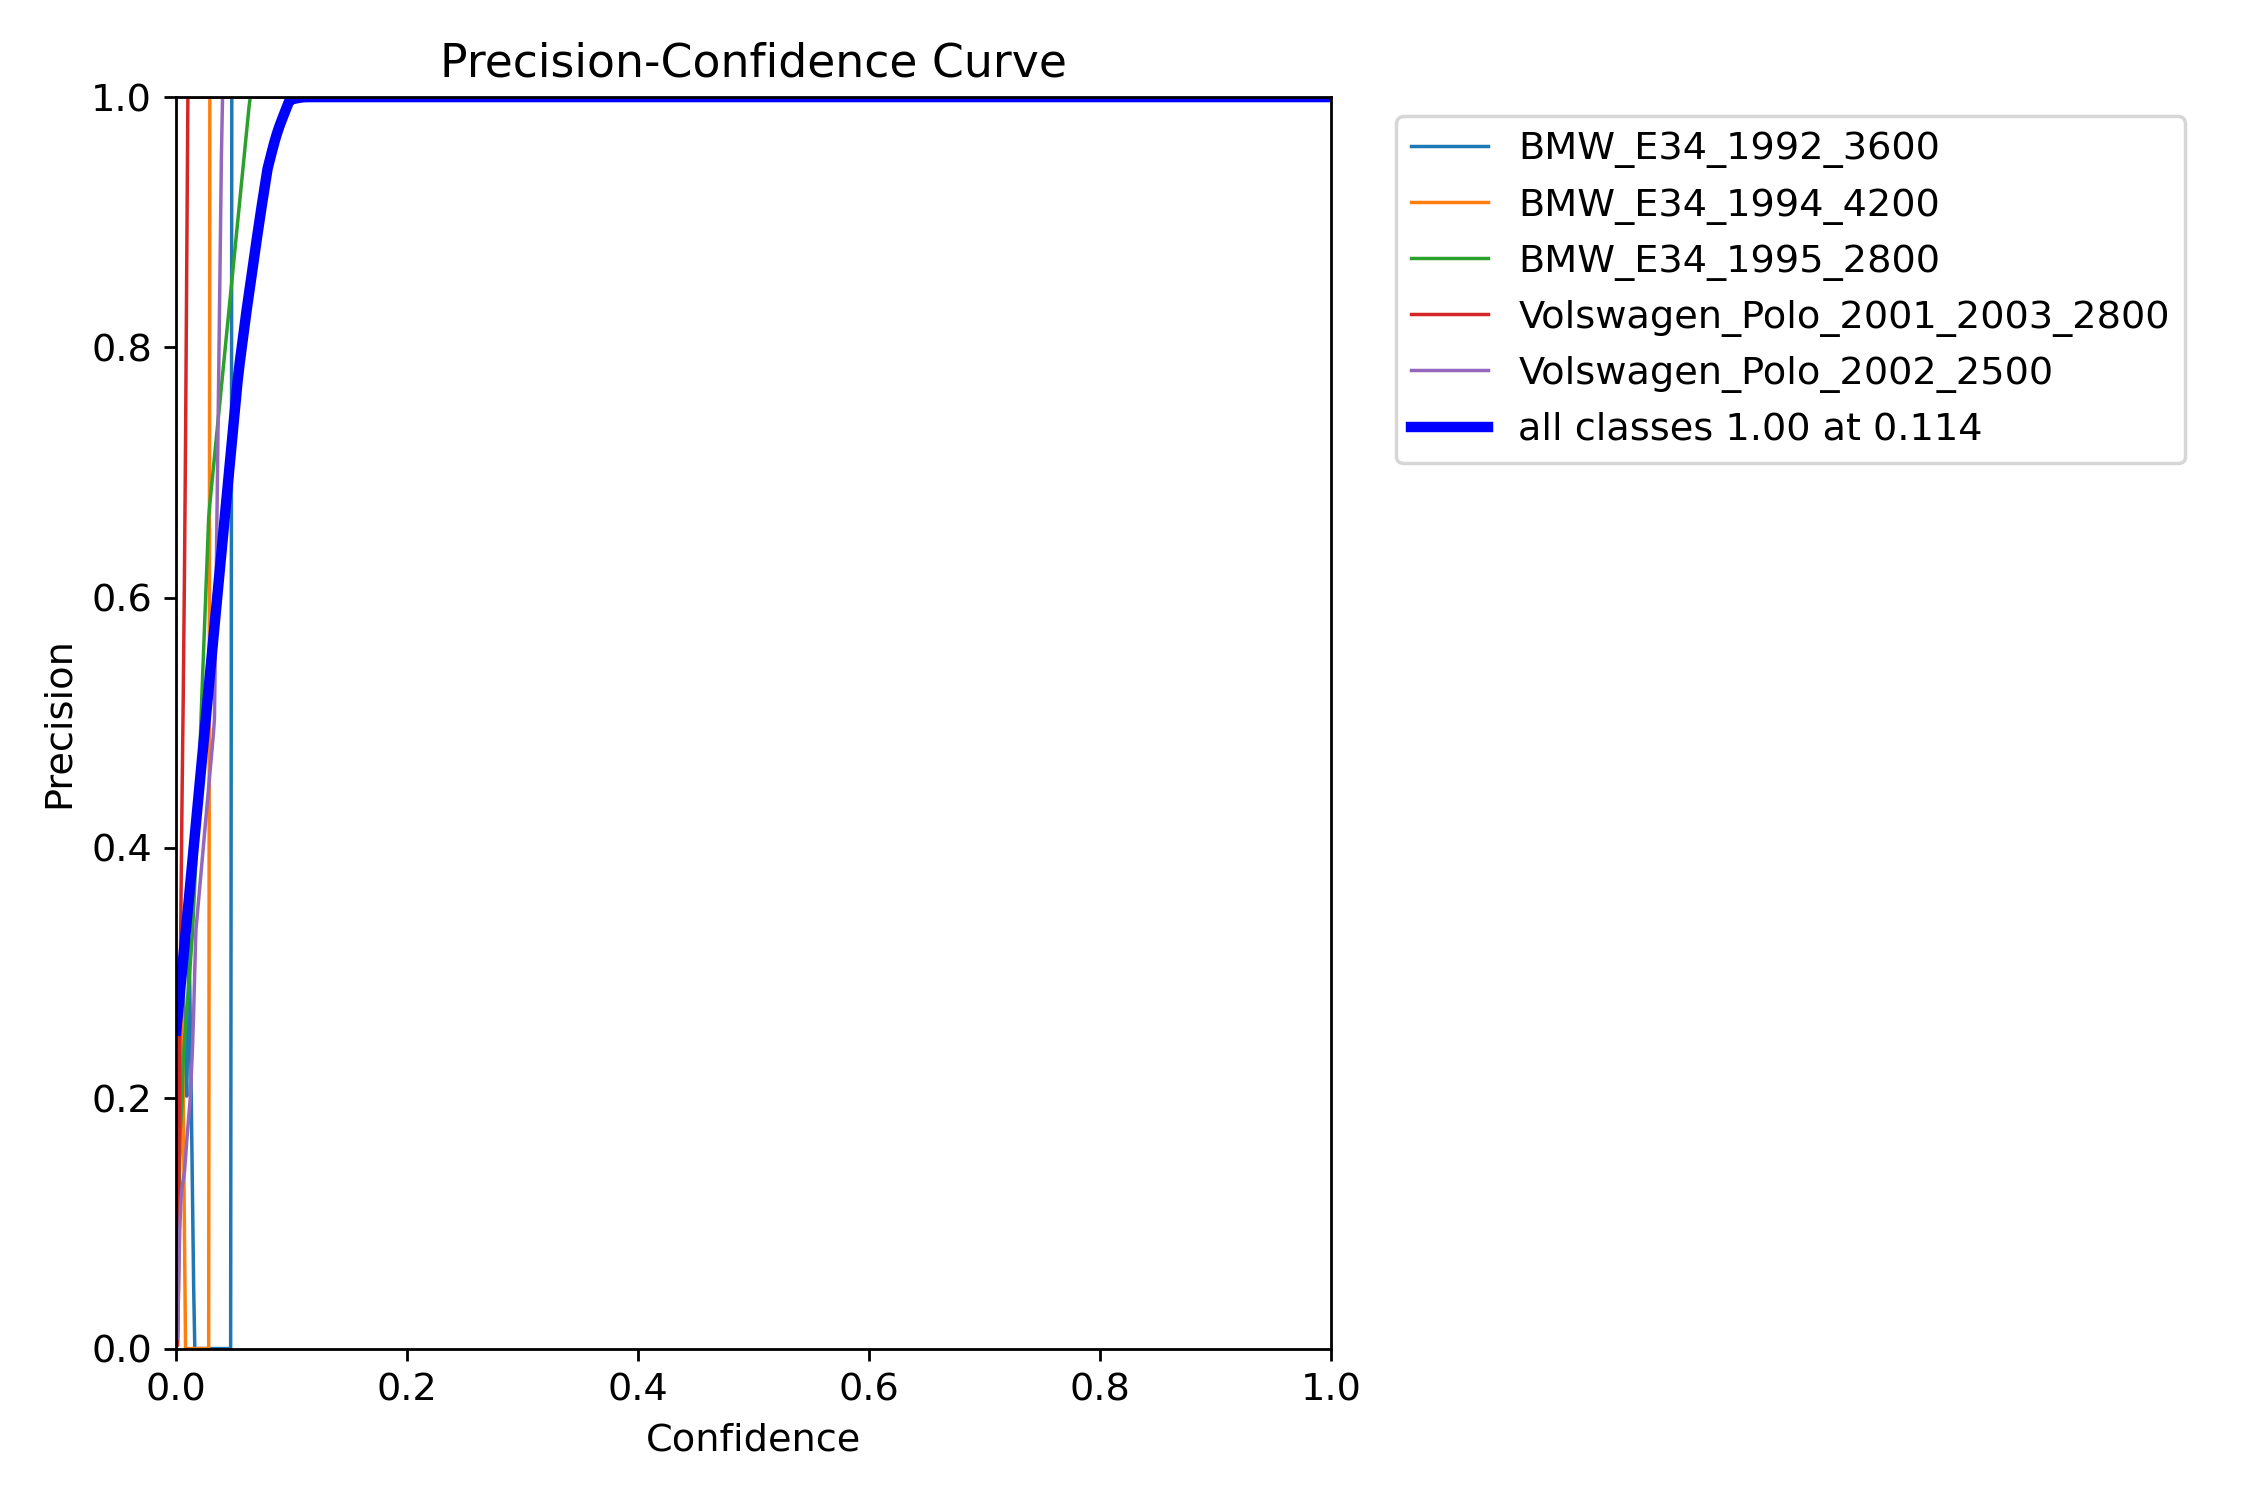 Precision-Confidence Curve
1.0
0.8
0.6
0.4
0.2
0.0
Precision
0.0 0.2 0.4 0.6 0.8 1.0
Confidence
BMW_E34_1992_3600
BMW_E34_1994_4200
BMW_E34_1995_2800
Volswagen_Polo_2001_2003_2800
Volswagen_Polo_2002_2500
all classes 1.00 at 0.114